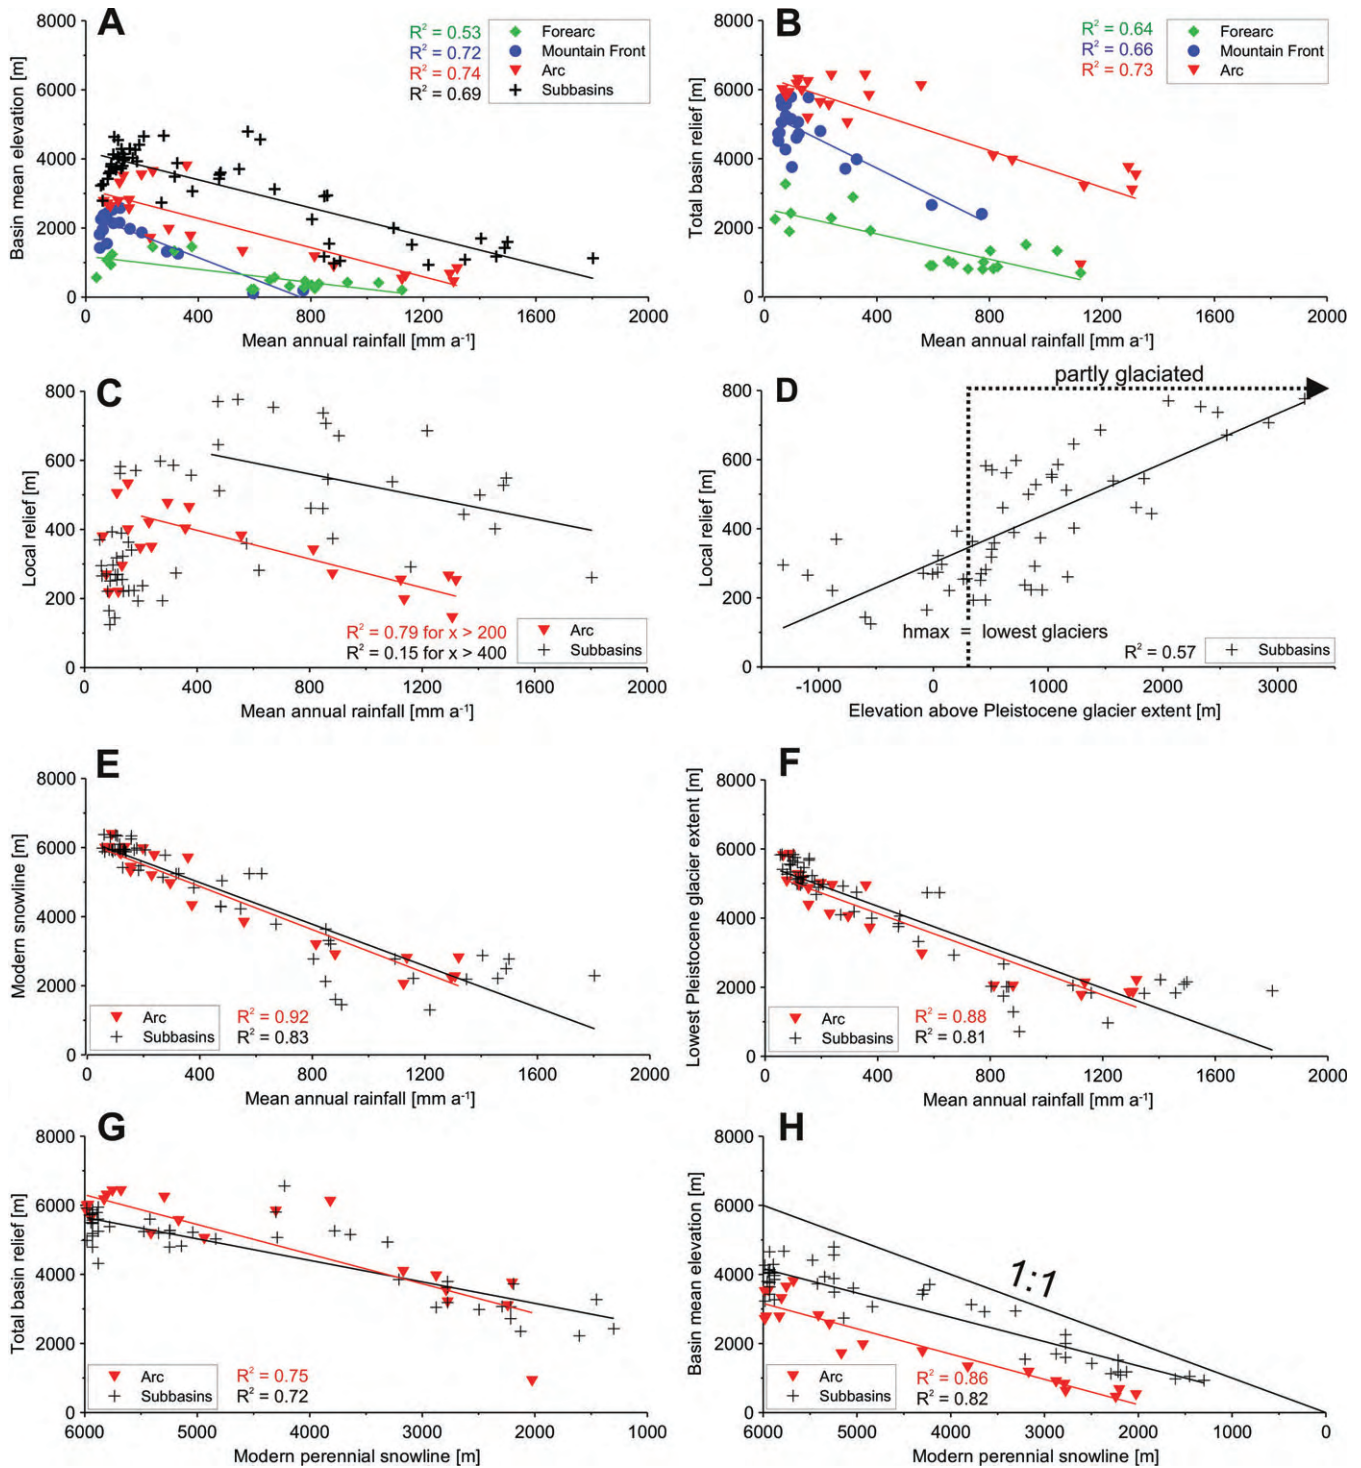 A
R² = 0.53
R² = 0.72
R² = 0.74
R² = 0.69
Forearc
Mountain Front
Arc
Subbasins
Basin mean elevation [m]
8000
6000
4000
2000
0
0 400 800 1200 1600 2000
Mean annual rainfall [mm a⁻¹]
B
R² = 0.64
R² = 0.66
R² = 0.73
Forearc
Mountain Front
Arc
Total basin relief [m]
8000
6000
4000
2000
0
0 400 800 1200 1600 2000
Mean annual rainfall [mm a⁻¹]
C
Local relief [m]
800
600
400
200
0
R² = 0.79 for x > 200
R² = 0.15 for x > 400
Arc
Subbasins
0 400 800 1200 1600 2000
Mean annual rainfall [mm a⁻¹]
D
partly glaciated
Local relief [m]
800
600
400
200
0
hmax = lowest glaciers
R² = 0.57
Subbasins
-1000 0 1000 2000 3000
Elevation above Pleistocene glacier extent [m]
E
Modern snowline [m]
8000
6000
4000
2000
0
Arc
Subbasins
R² = 0.92
R² = 0.83
0 400 800 1200 1600 2000
Mean annual rainfall [mm a⁻¹]
F
Lowest Pleistocene glacier extent [m]
8000
6000
4000
2000
0
Arc
Subbasins
R² = 0.88
R² = 0.81
0 400 800 1200 1600 2000
Mean annual rainfall [mm a⁻¹]
G
Total basin relief [m]
8000
6000
4000
2000
0
Arc
Subbasins
R² = 0.75
R² = 0.72
6000 5000 4000 3000 2000 1000
Modern perennial snowline [m]
H
1:1
Basin mean elevation [m]
8000
6000
4000
2000
0
Arc
Subbasins
R² = 0.86
R² = 0.82
6000 5000 4000 3000 2000 1000 0
Modern perennial snowline [m]